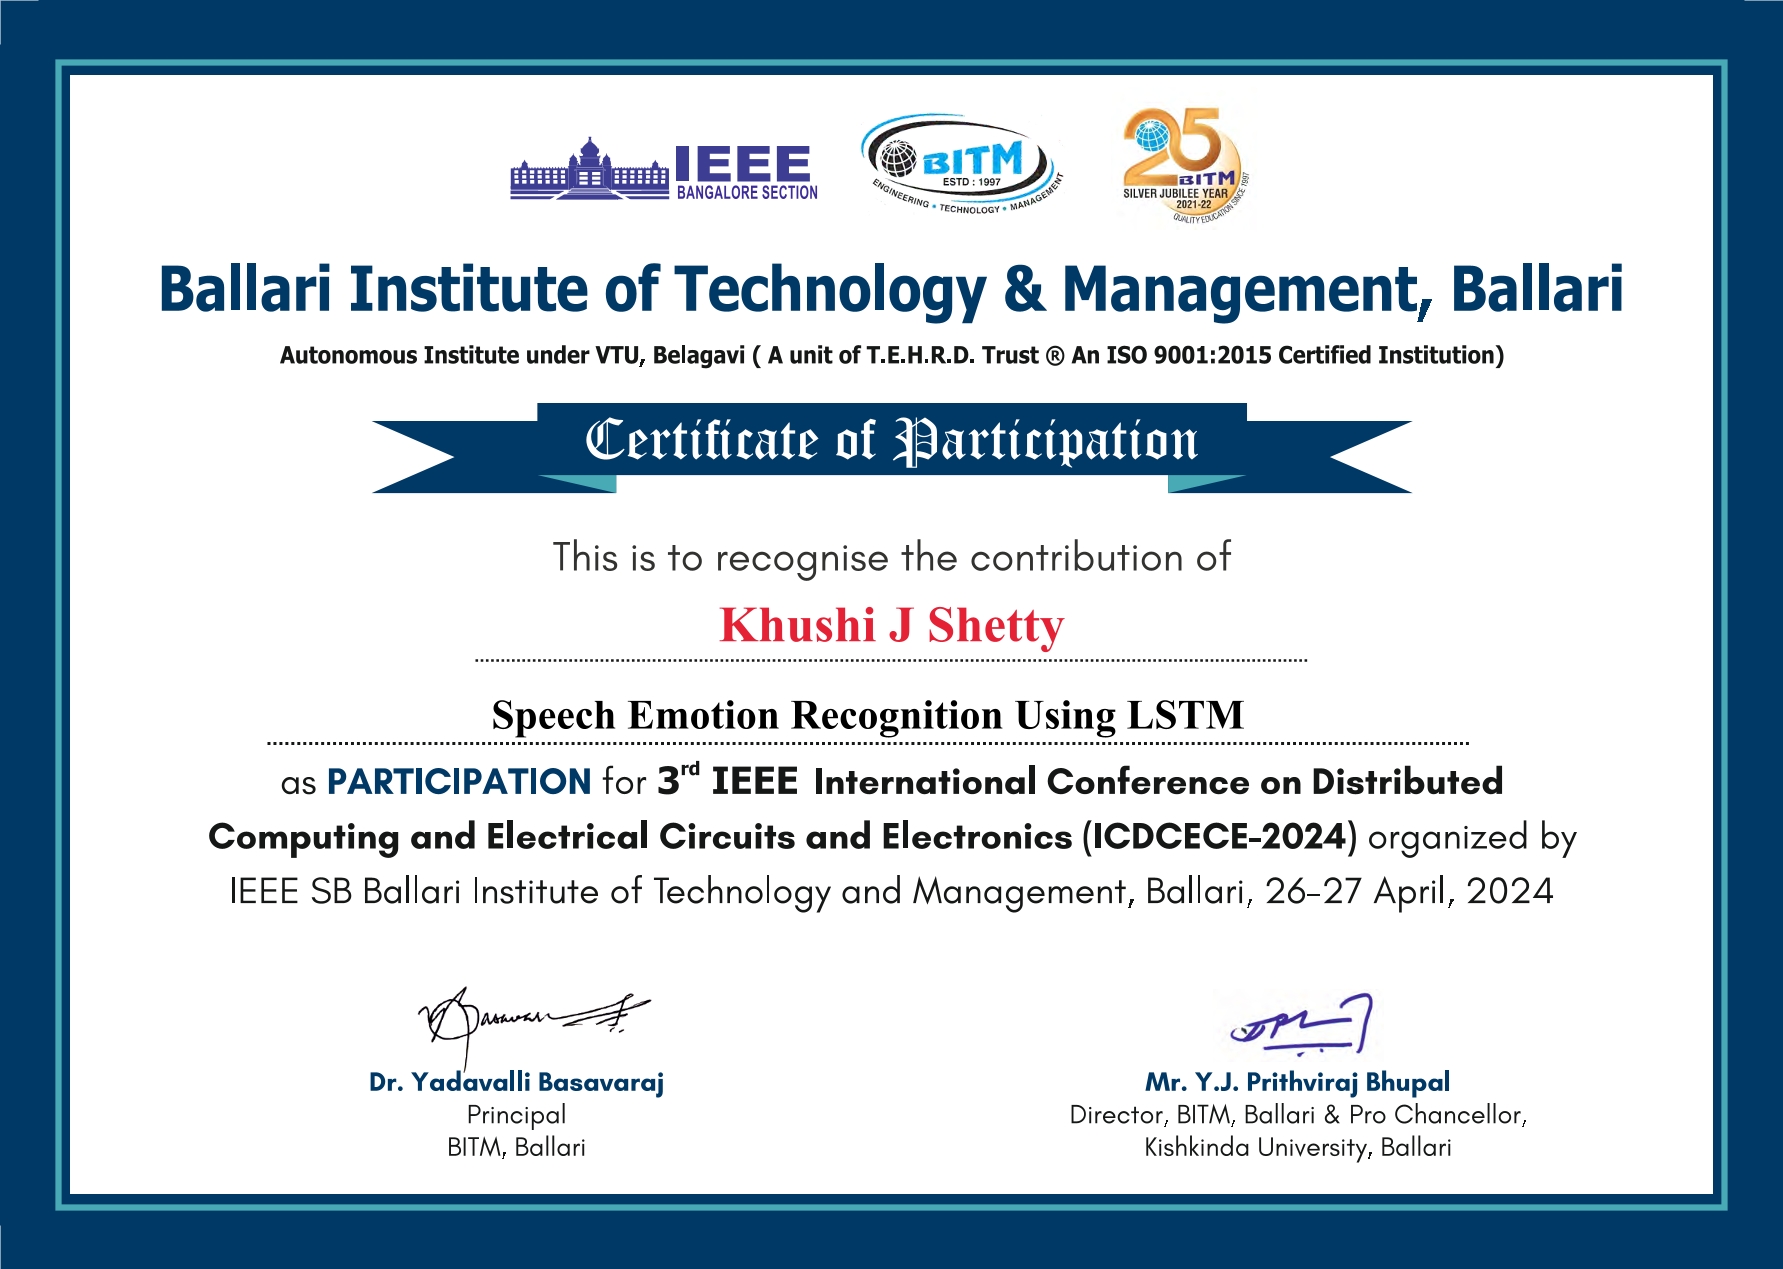 IEEE
BANGALORE SECTION
BITM
ESTD : 1997
ENGINEERING • TECHNOLOGY • MANAGEMENT
25
BITM
SILVER JUBILEE YEAR
2021-22
QUALITY EDUCATION SINCE 1997
Ballari Institute of Technology & Management, Ballari
Autonomous Institute under VTU, Belagavi ( A unit of T.E.H.R.D. Trust ® An ISO 9001:2015 Certified Institution)
Certificate of Participation
This is to recognise the contribution of
Khushi J Shetty
Speech Emotion Recognition Using LSTM
as PARTICIPATION for 3rd IEEE International Conference on Distributed
Computing and Electrical Circuits and Electronics (ICDCECE-2024) organized by
IEEE SB Ballari Institute of Technology and Management, Ballari, 26-27 April, 2024
Dr. Yadavalli Basavaraj
Principal
BITM, Ballari
Mr. Y.J. Prithviraj Bhupal
Director, BITM, Ballari & Pro Chancellor,
Kishkinda University, Ballari